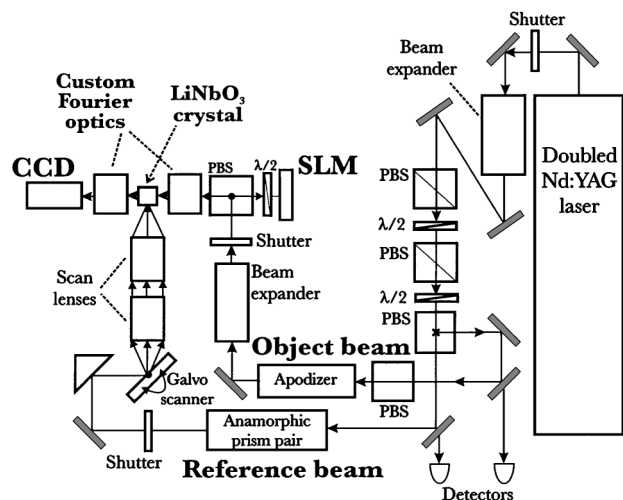 Shutter
Beam
expander
Custom
Fourier
optics
LiNbO₃
crystal
CCD
PBS
λ/2
SLM
PBS
Doubled
Nd:YAG
laser
λ/2
Shutter
PBS
Scan
lenses
Beam
expander
λ/2
PBS
Object beam
Galvo
scanner
Apodizer
PBS
Anamorphic
prism pair
Shutter
Reference beam
Detectors